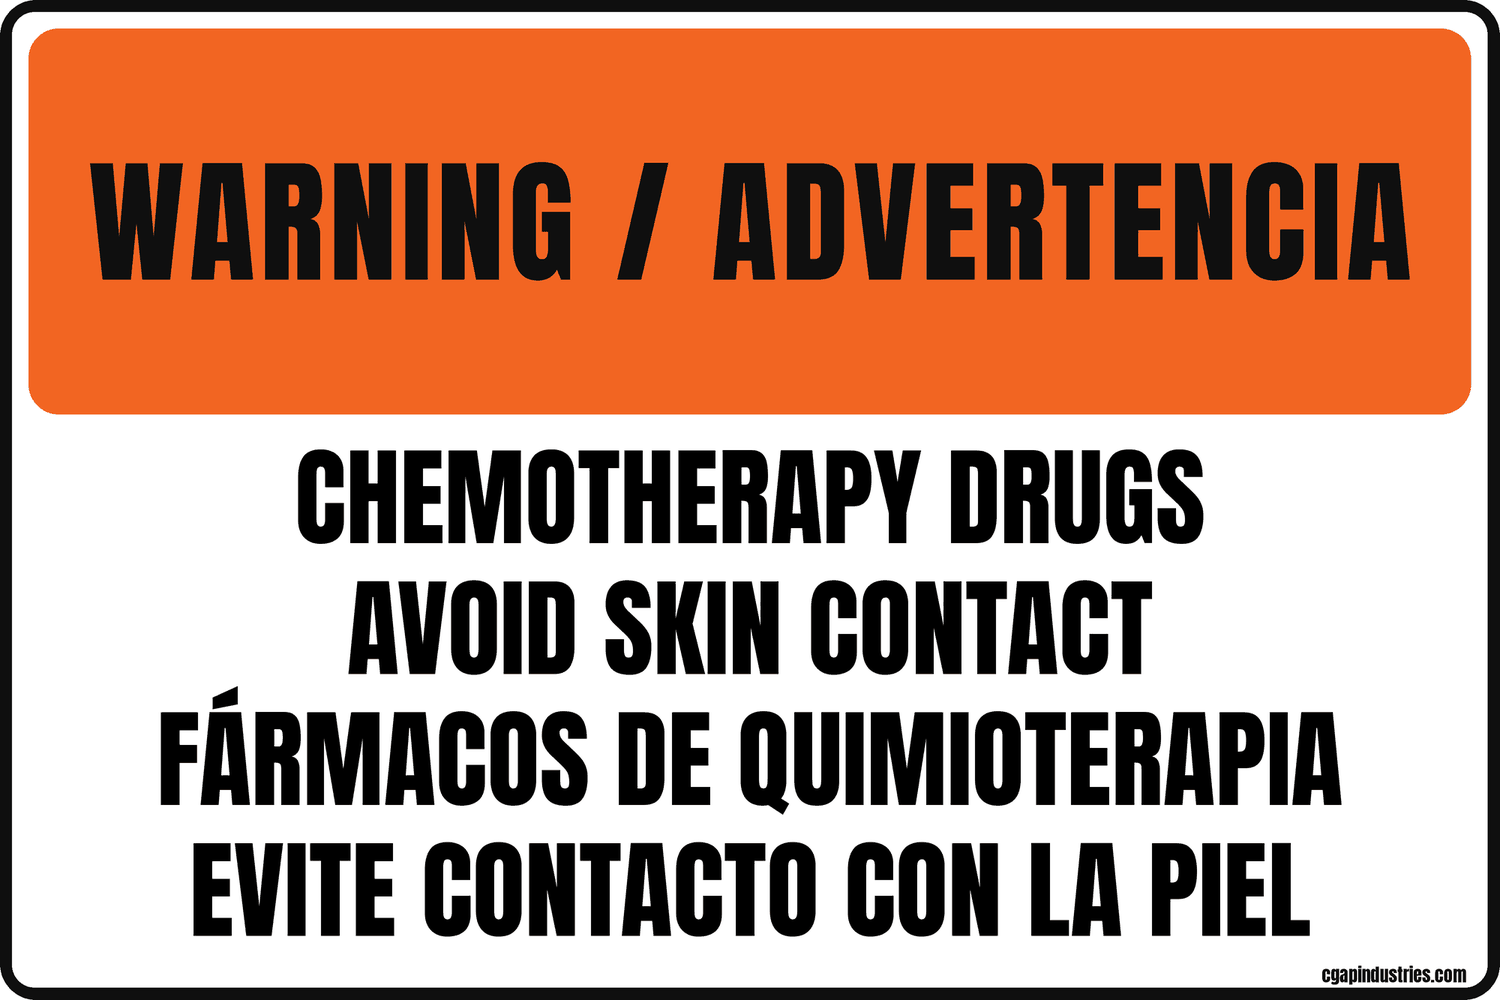 WARNING / ADVERTENCIA
CHEMOTHERAPY DRUGS
AVOID SKIN CONTACT
FÁRMACOS DE QUIMIOTERAPIA
EVITE CONTACTO CON LA PIEL
cgapindustries.com